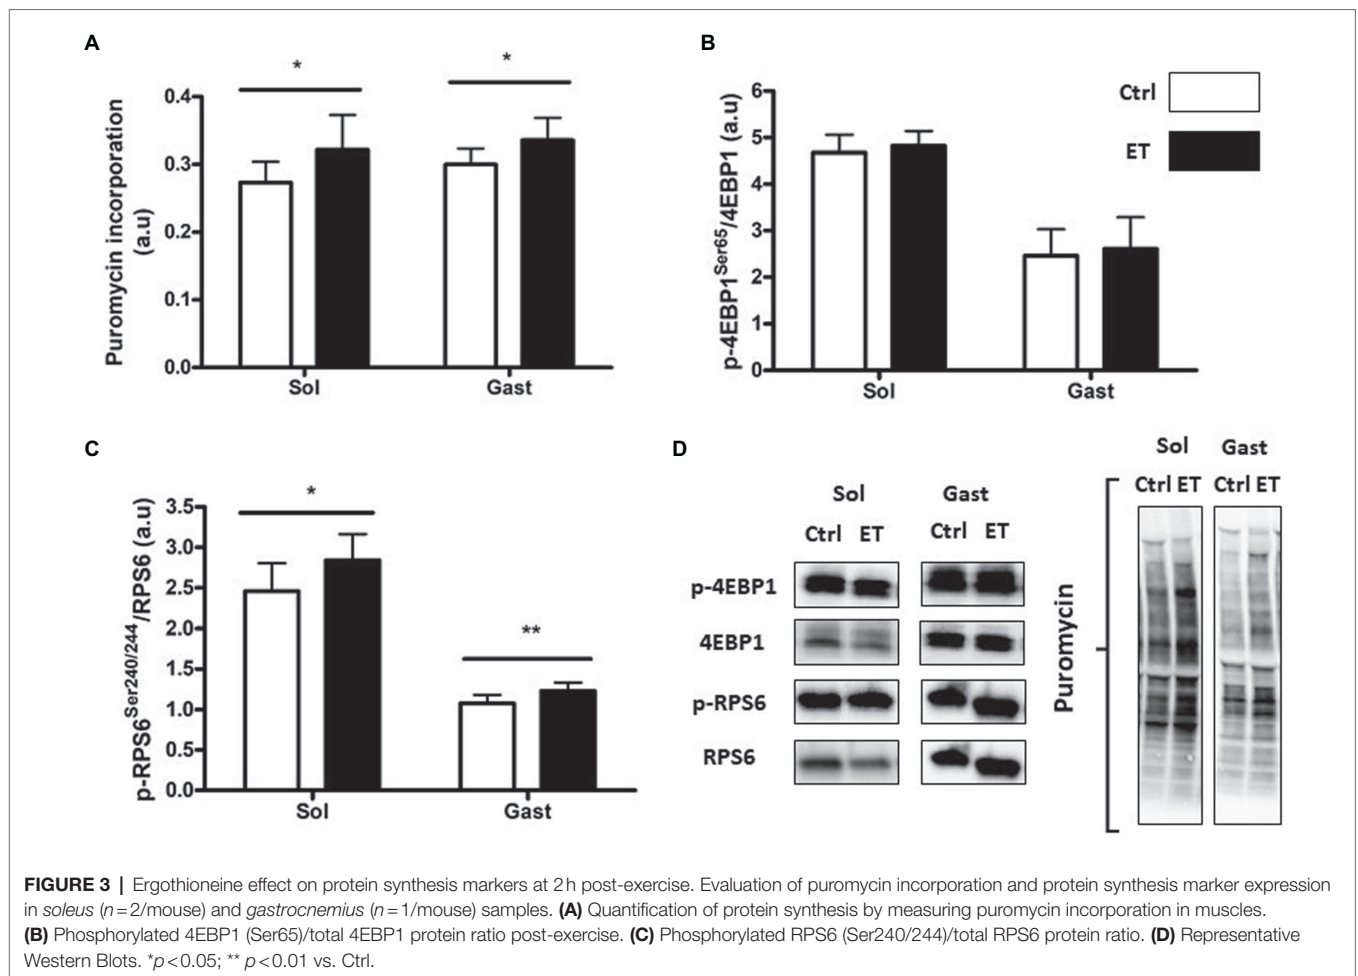 A
*
*
Puromycin incorporation
(a.u)
0.4
0.3
0.2
0.1
0.0
Sol
Gast
B
p-4EBP1Ser65/4EBP1 (a.u)
6
5
4
3
2
1
0
Sol
Gast
Ctrl
ET
C
*
**
p-RPS6Ser240/244/RPS6 (a.u)
3.5
3.0
2.5
2.0
1.5
1.0
0.5
0.0
Sol
Gast
D
Sol
Gast
Ctrl ET
Ctrl ET
p-4EBP1
4EBP1
p-RPS6
RPS6
Puromycin
Sol
Gast
Ctrl ET
Ctrl ET
FIGURE 3 | Ergothioneine effect on protein synthesis markers at 2 h post-exercise. Evaluation of puromycin incorporation and protein synthesis marker expression
in soleus (n=2/mouse) and gastrocnemius (n=1/mouse) samples. (A) Quantification of protein synthesis by measuring puromycin incorporation in muscles.
(B) Phosphorylated 4EBP1 (Ser65)/total 4EBP1 protein ratio post-exercise. (C) Phosphorylated RPS6 (Ser240/244)/total RPS6 protein ratio. (D) Representative
Western Blots. *p<0.05; ** p<0.01 vs. Ctrl.